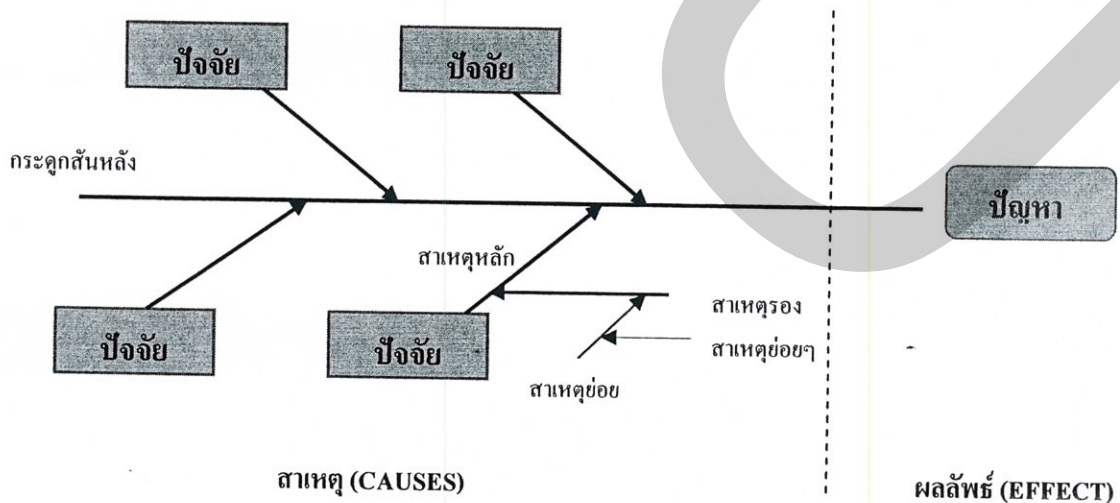 ปัจจัย
ปัจจัย
กระดูกสันหลัง
ปัญหา
สาเหตุหลัก
สาเหตุรอง
ปัจจัย
ปัจจัย
สาเหตุย่อยๆ
สาเหตุย่อย
สาเหตุ (CAUSES)
ผลลัพธ์ (EFFECT)